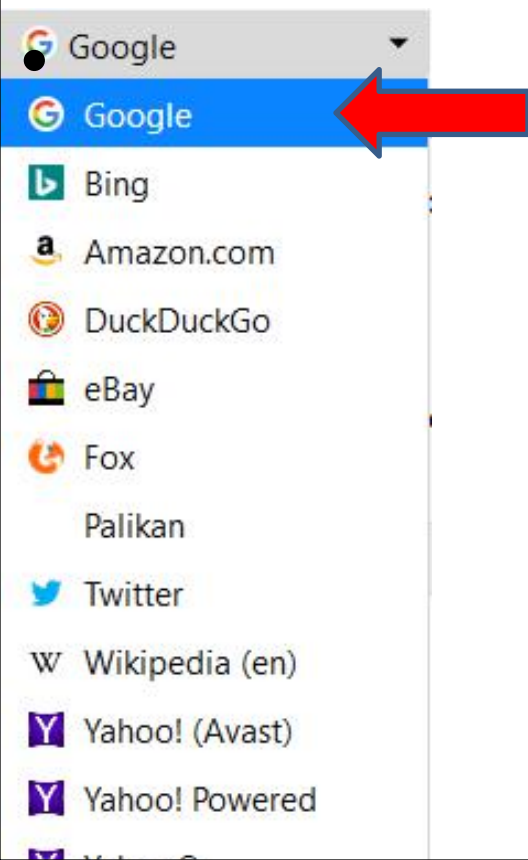 Google
Google
Bing
Amazon.com
DuckDuckGo
eBay
Fox
Palikan
Twitter
Wikipedia (en)
Yahoo! (Avast)
Yahoo! Powered